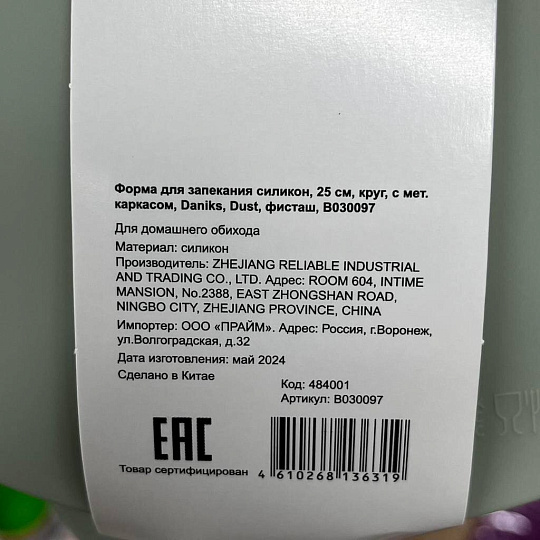 Форма для запекания силикон, 25 см, круг, с мет.
каркасом, Daniks, Dust, фисташ, B030097
Для домашнего обихода
Материал: силикон
Производитель: ZHEJIANG RELIABLE INDUSTRIAL
AND TRADING CO., LTD. Адрес: ROOM 604, INTIME
MANSION, No.2388, EAST ZHONGSHAN ROAD,
NINGBO CITY, ZHEJIANG PROVINCE, CHINA
Импортер: ООО «ПРАЙМ». Адрес: Россия, г.Воронеж,
ул.Волгоградская, д.32
Дата изготовления: май 2024
Сделано в Китае
Код: 484001
Артикул: B030097
EAC
Товар сертифицирован
4 610268 136319